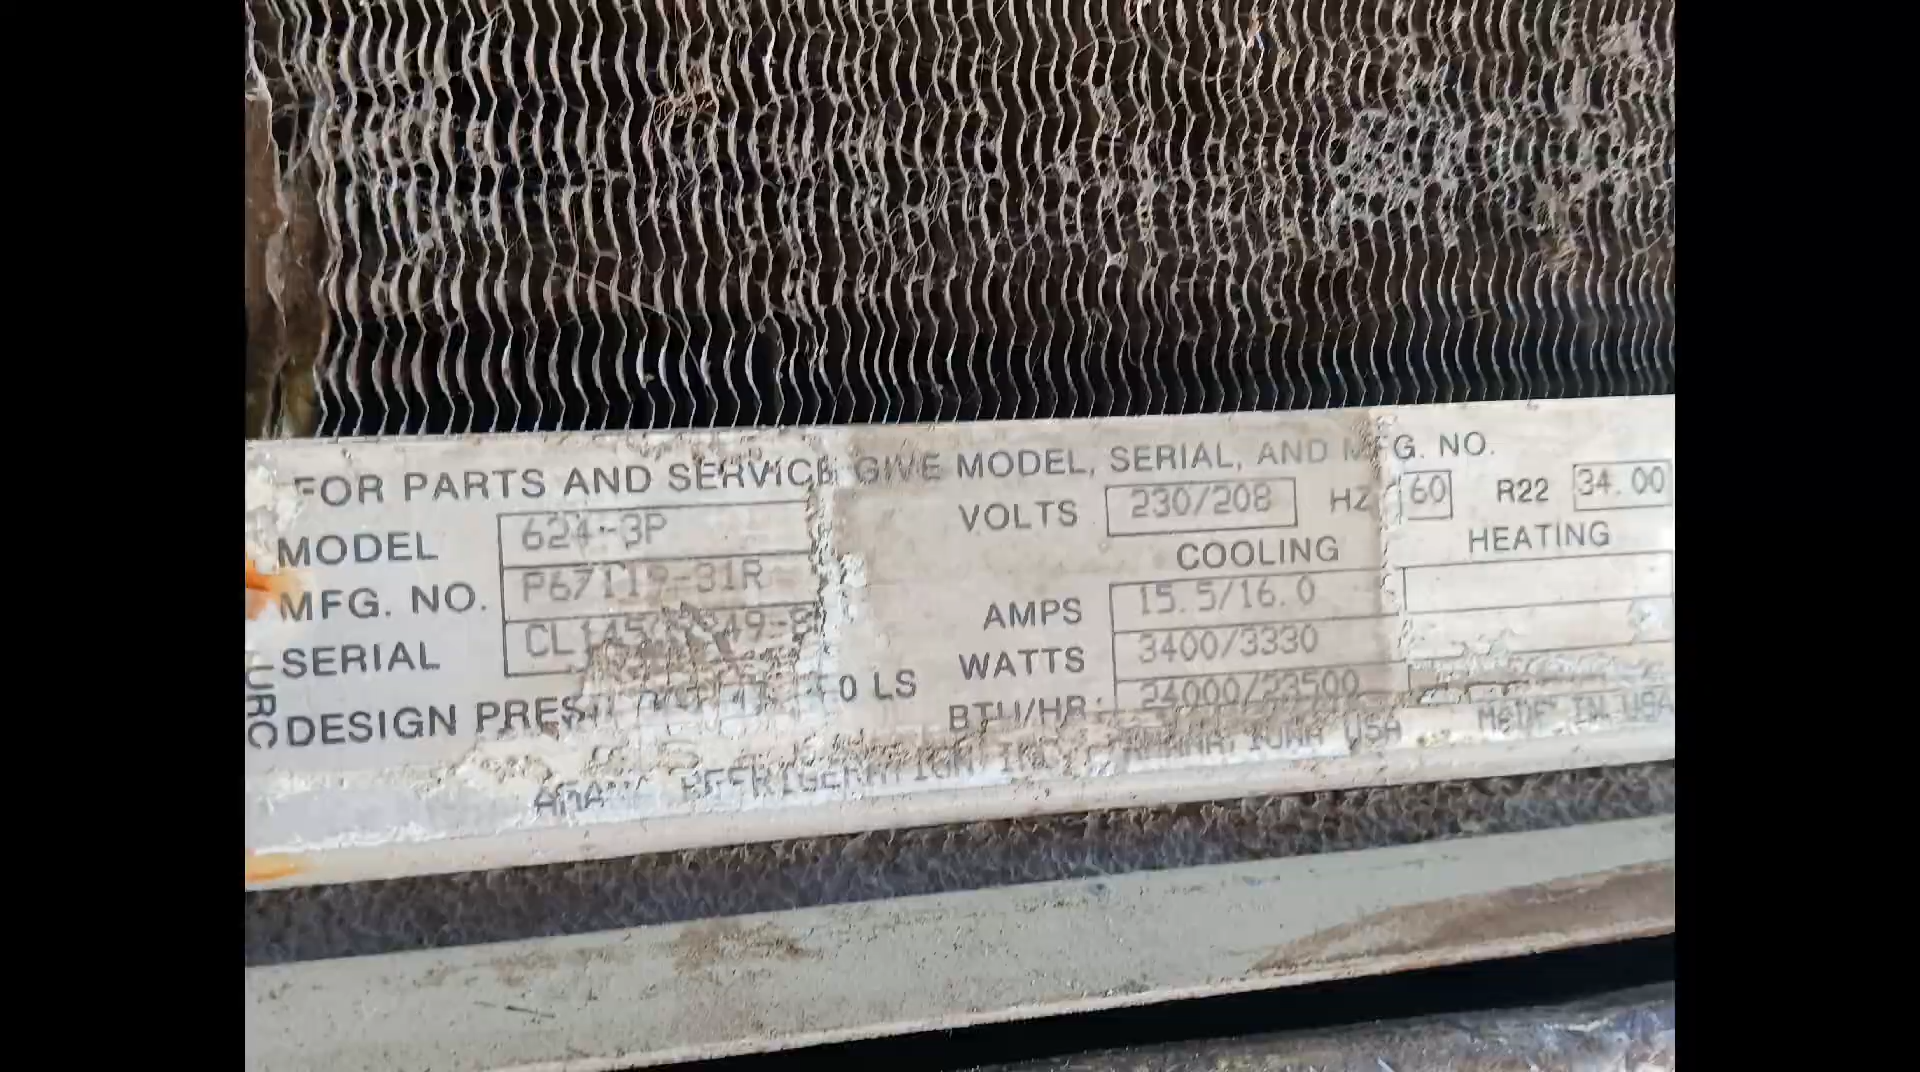 FOR PARTS AND SERVICE GIVE MODEL, SERIAL, AND MFG. NO.
MODEL 624-3P VOLTS 230/208 HZ 60 R22 34.00
COOLING HEATING
MFG. NO. AMPS 15.5/16.0
SERIAL WATTS 3400/3330
DESIGN BTU/HR 24000/23500
REFRIGERATION USA MADE IN USA